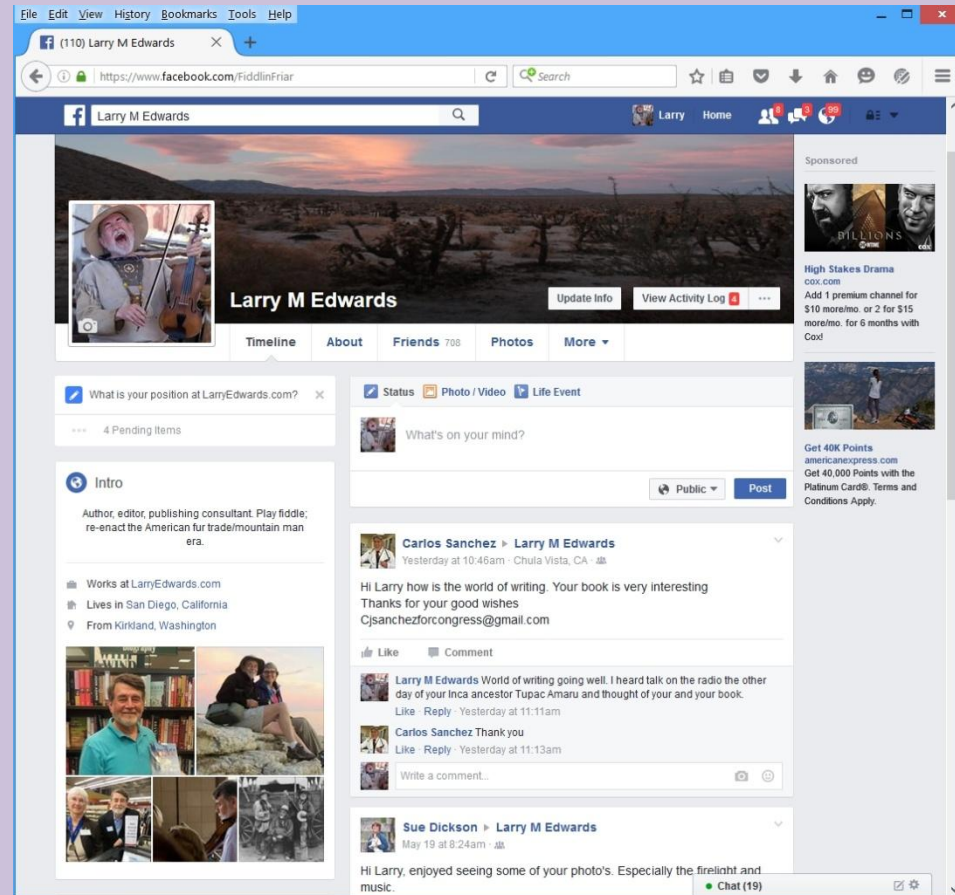 File Edit View History Bookmarks Tools Help
(110) Larry M Edwards
https://www.facebook.com/FiddlinFriar
Search
Larry M Edwards
Larry Home 8 3 99
Larry M Edwards
Update Info View Activity Log 4
Timeline About Friends 708 Photos More
What is your position at LarryEdwards.com?
4 Pending Items
Intro
Author, editor, publishing consultant. Play fiddle;
re-enact the American fur trade/mountain man
era.
Works at LarryEdwards.com
Lives in San Diego, California
From Kirkland, Washington
Status Photo / Video Life Event
What's on your mind?
Public Post
Carlos Sanchez Larry M Edwards
Yesterday at 10:46am · Chula Vista, CA ·
Hi Larry how is the world of writing. Your book is very interesting
Thanks for your good wishes
Cjsanchezforcongress@gmail.com
Like Comment
Larry M Edwards World of writing going well. I heard talk on the radio the other
day of your Inca ancestor Tupac Amaru and thought of your and your book.
Like · Reply · Yesterday at 11:11am
Carlos Sanchez Thank you
Like · Reply · Yesterday at 11:13am
Write a comment...
Sue Dickson Larry M Edwards
May 19 at 8:24am ·
Hi Larry, enjoyed seeing some of your photo's. Especially the firelight and
music.
Sponsored
BILLIONS
SHOWTIME
cox
High Stakes Drama
cox.com
Add 1 premium channel for
$10 more/mo. or 2 for $15
more/mo. for 6 months with
Cox!
Get 40K Points
americanexpress.com
Get 40,000 Points with the
Platinum Card®. Terms and
Conditions Apply.
Chat (19)